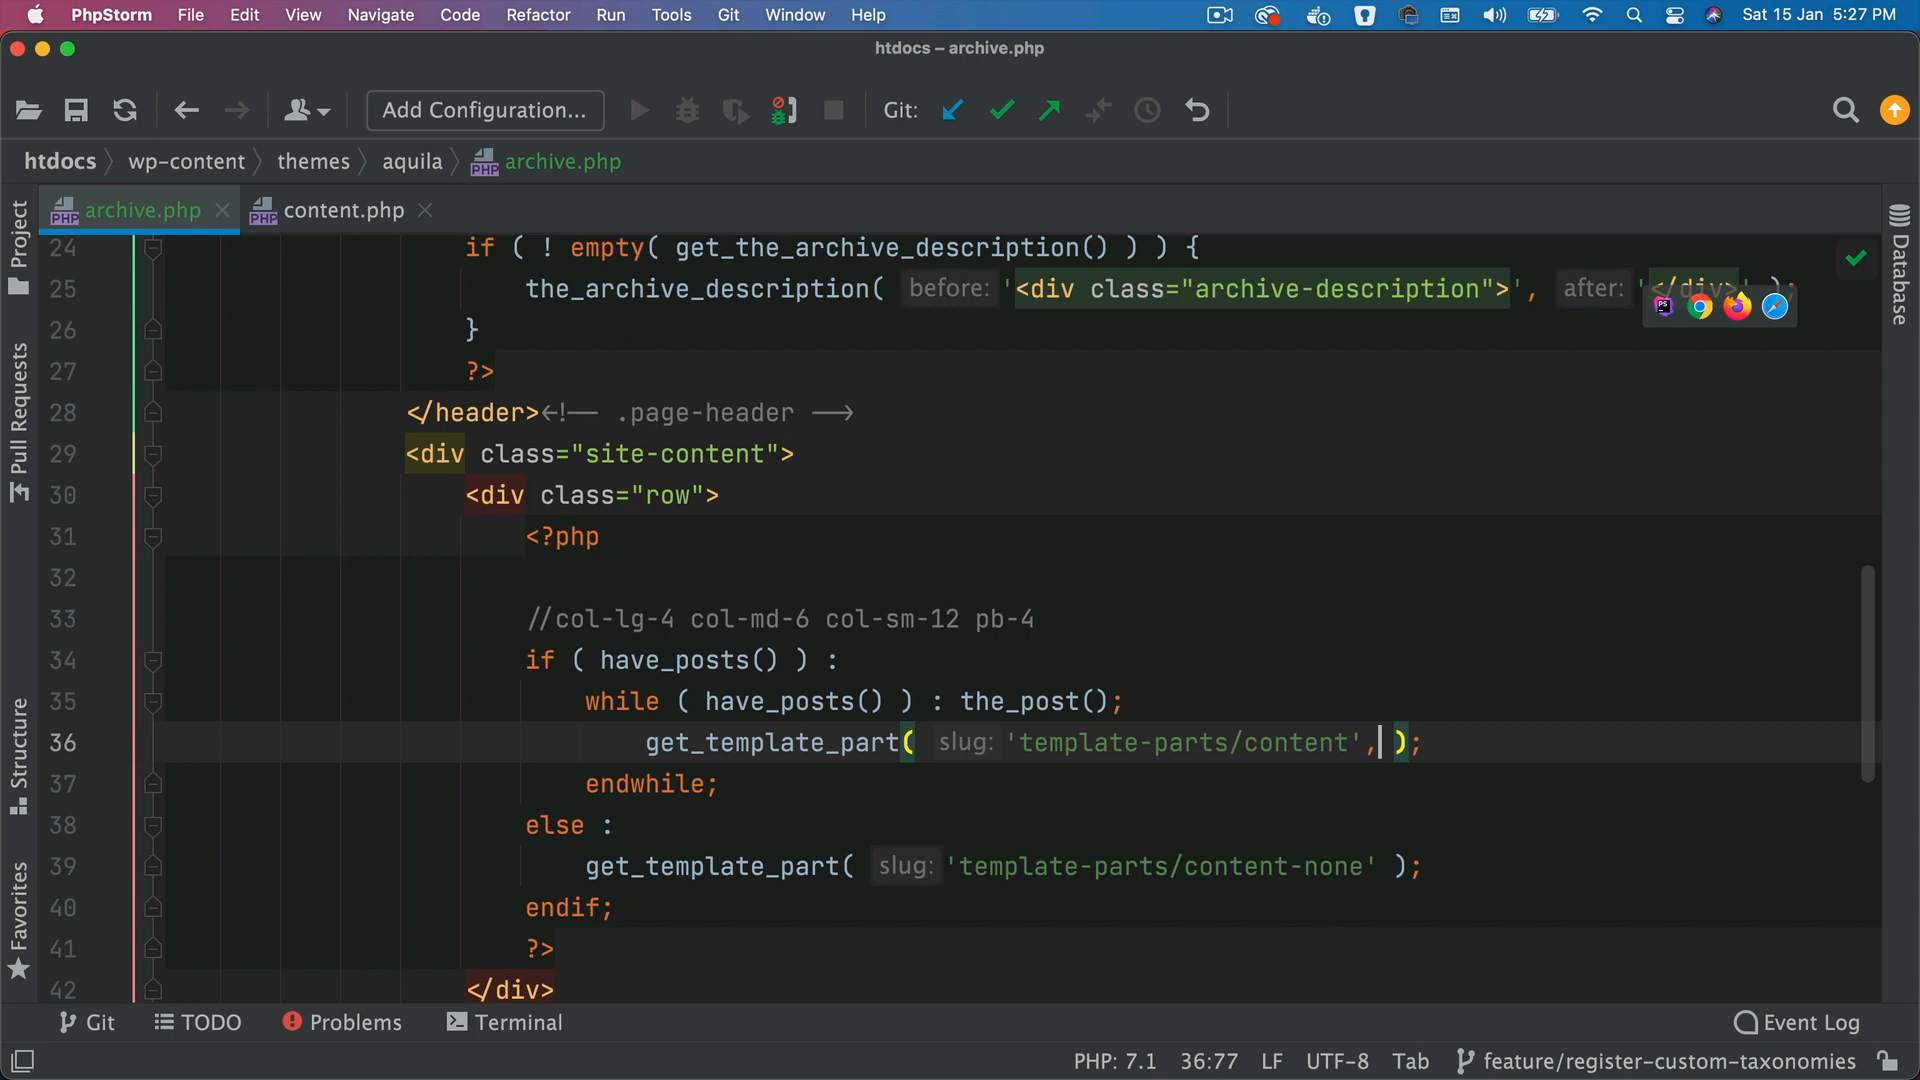 PhpStorm File Edit View Navigate Code Refactor Run Tools Git Window Help Sat 15 Jan 5:27 PM
htdocs – archive.php
Add Configuration... Git:
htdocs wp-content themes aquila archive.php
archive.php content.php
Project
Pull Requests
Structure
Favorites
Database
24 if ( ! empty( get_the_archive_description() ) ) {
25 the_archive_description( before: '<div class="archive-description">', after: '</div>' );
26 }
27 ?>
28 </header><!-- .page-header -->
29 <div class="site-content">
30 <div class="row">
31 <?php
32
33 //col-lg-4 col-md-6 col-sm-12 pb-4
34 if ( have_posts() ) :
35 while ( have_posts() ) : the_post();
36 get_template_part( slug: 'template-parts/content', );
37 endwhile;
38 else :
39 get_template_part( slug: 'template-parts/content-none' );
40 endif;
41 ?>
42 </div>
Git TODO Problems Terminal Event Log
PHP: 7.1 36:77 LF UTF-8 Tab feature/register-custom-taxonomies